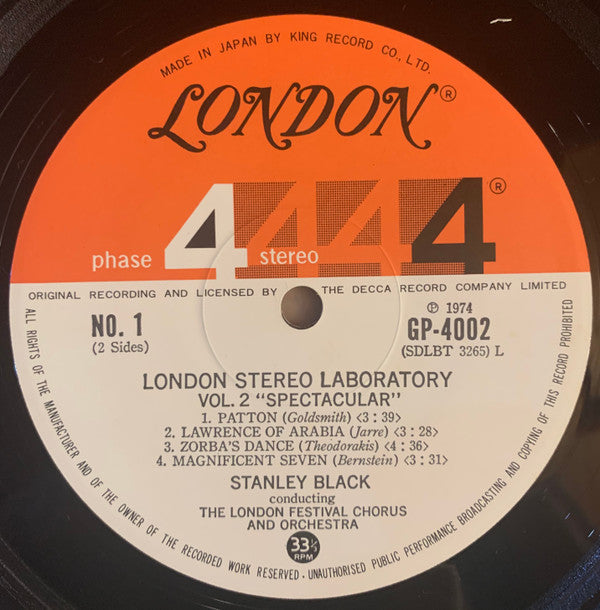 MADE IN JAPAN BY KING RECORD CO., LTD.
LONDON®
phase 4 stereo 4 4 4®
ORIGINAL RECORDING AND LICENSED BY THE DECCA RECORD COMPANY LIMITED
NO. 1
(2 Sides)
℗ 1974
GP-4002
(SDLBT 3265) L
LONDON STEREO LABORATORY
VOL. 2 "SPECTACULAR"
1. PATTON (Goldsmith) <3:39>
2. LAWRENCE OF ARABIA (Jarre) <3:28>
3. ZORBA'S DANCE (Theodorakis) <4:36>
4. MAGNIFICENT SEVEN (Bernstein) <3:31>
STANLEY BLACK
conducting
THE LONDON FESTIVAL CHORUS
AND ORCHESTRA
33⅓
RPM
ALL RIGHTS OF THE MANUFACTURER AND OF THE OWNER OF THE RECORDED WORK RESERVED. UNAUTHORISED PUBLIC PERFORMANCE BROADCASTING AND COPYING OF THIS RECORD PROHIBITED